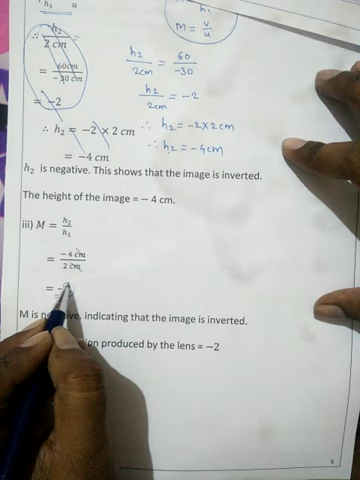 h₁ u
h₁
M = v/u
∴ h₂/2 cm =
h₂/2cm = 60/-30
= 60cm/-30 cm
h₂/2cm = -2
= -2
∴ h₂ = -2 × 2 cm
∴ h₂ = -2×2cm
= -4 cm
∴ h₂ = -4cm
h₂ is negative. This shows that the image is inverted.
The height of the image = – 4 cm.
iii) M = h₂/h₁
= -4 cm/2 cm
= -
M is negative, indicating that the image is inverted.
produced by the lens = –2